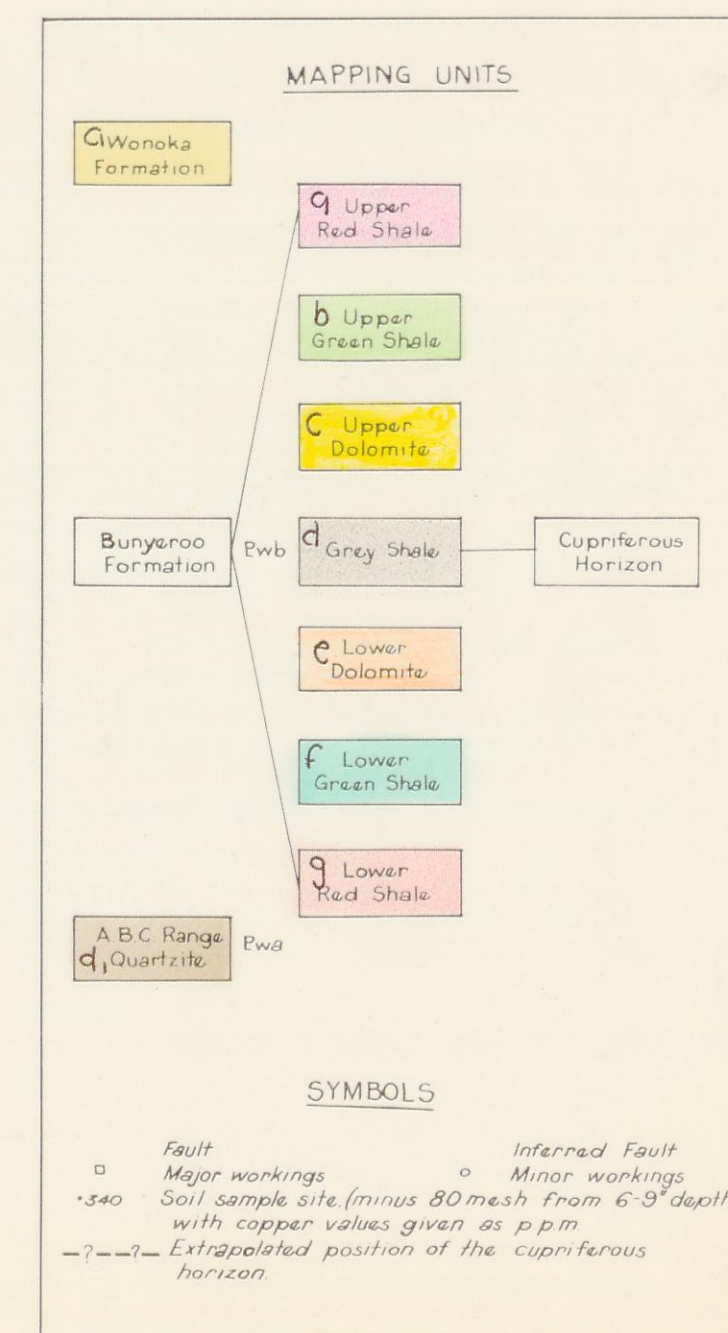 MAPPING UNITS
a Wonoka
Formation
a Upper
Red Shale
b Upper
Green Shale
c Upper
Dolomite
Bunyeroo
Formation
Pwb
d Grey Shale
Cupriferous
Horizon
e Lower
Dolomite
f Lower
Green Shale
g Lower
Red Shale
A.B.C. Range
d, Quartzite
Pwa
SYMBOLS
Fault
Inferred Fault
Major workings
Minor workings
·340 Soil sample site. (minus 80 mesh from 6-9" depth
with copper values given as p p.m
—?——?— Extrapolated position of the cupriferous
horizon.